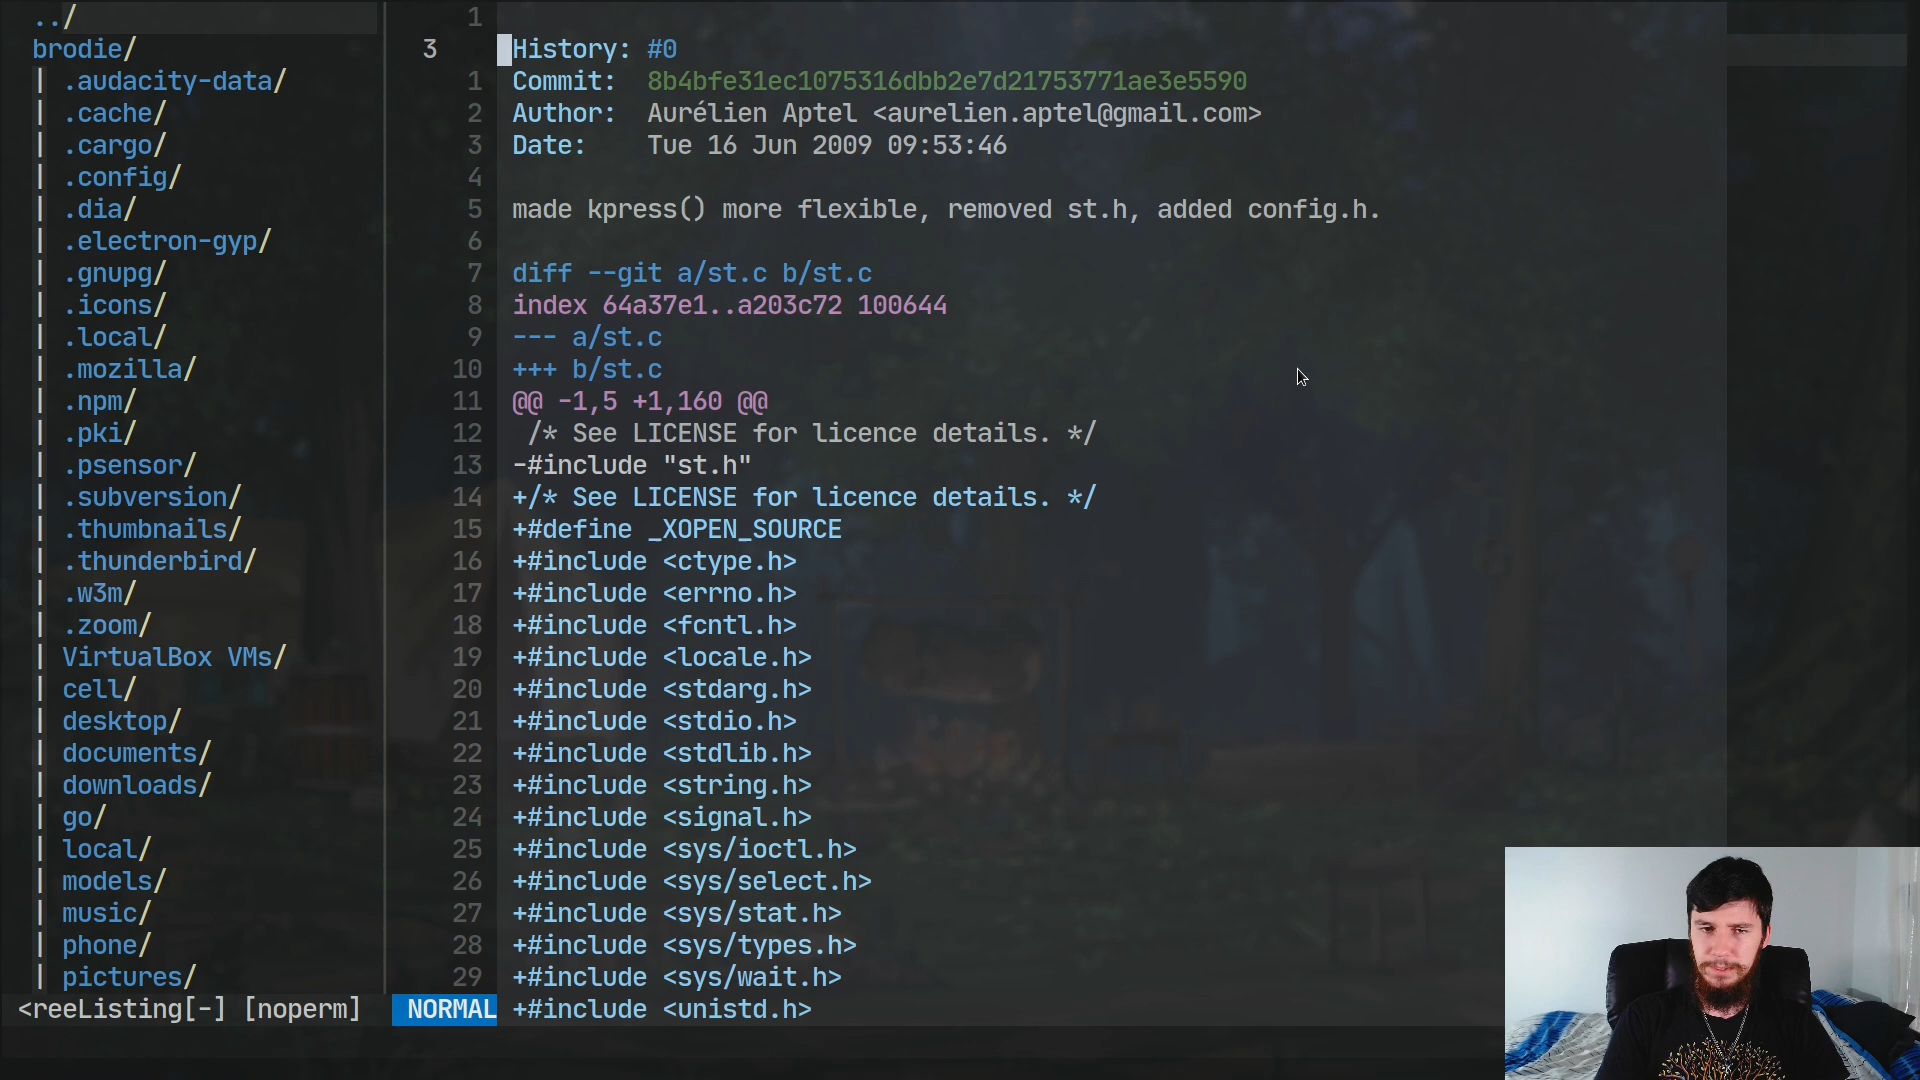 ../
brodie/
| .audacity-data/
| .cache/
| .cargo/
| .config/
| .dia/
| .electron-gyp/
| .gnupg/
| .icons/
| .local/
| .mozilla/
| .npm/
| .pki/
| .psensor/
| .subversion/
| .thumbnails/
| .thunderbird/
| .w3m/
| .zoom/
| VirtualBox VMs/
| cell/
| desktop/
| documents/
| downloads/
| go/
| local/
| models/
| music/
| phone/
| pictures/
<reeListing[-] [noperm]
1
3 History: #0
1 Commit: 8b4bfe31ec1075316dbb2e7d21753771ae3e5590
2 Author: Aurélien Aptel <aurelien.aptel@gmail.com>
3 Date: Tue 16 Jun 2009 09:53:46
4
5 made kpress() more flexible, removed st.h, added config.h.
6
7 diff --git a/st.c b/st.c
8 index 64a37e1..a203c72 100644
9 --- a/st.c
10 +++ b/st.c
11 @@ -1,5 +1,160 @@
12 /* See LICENSE for licence details. */
13 -#include "st.h"
14 +/* See LICENSE for licence details. */
15 +#define _XOPEN_SOURCE
16 +#include <ctype.h>
17 +#include <errno.h>
18 +#include <fcntl.h>
19 +#include <locale.h>
20 +#include <stdarg.h>
21 +#include <stdio.h>
22 +#include <stdlib.h>
23 +#include <string.h>
24 +#include <signal.h>
25 +#include <sys/ioctl.h>
26 +#include <sys/select.h>
27 +#include <sys/stat.h>
28 +#include <sys/types.h>
29 +#include <sys/wait.h>
NORMAL +#include <unistd.h>